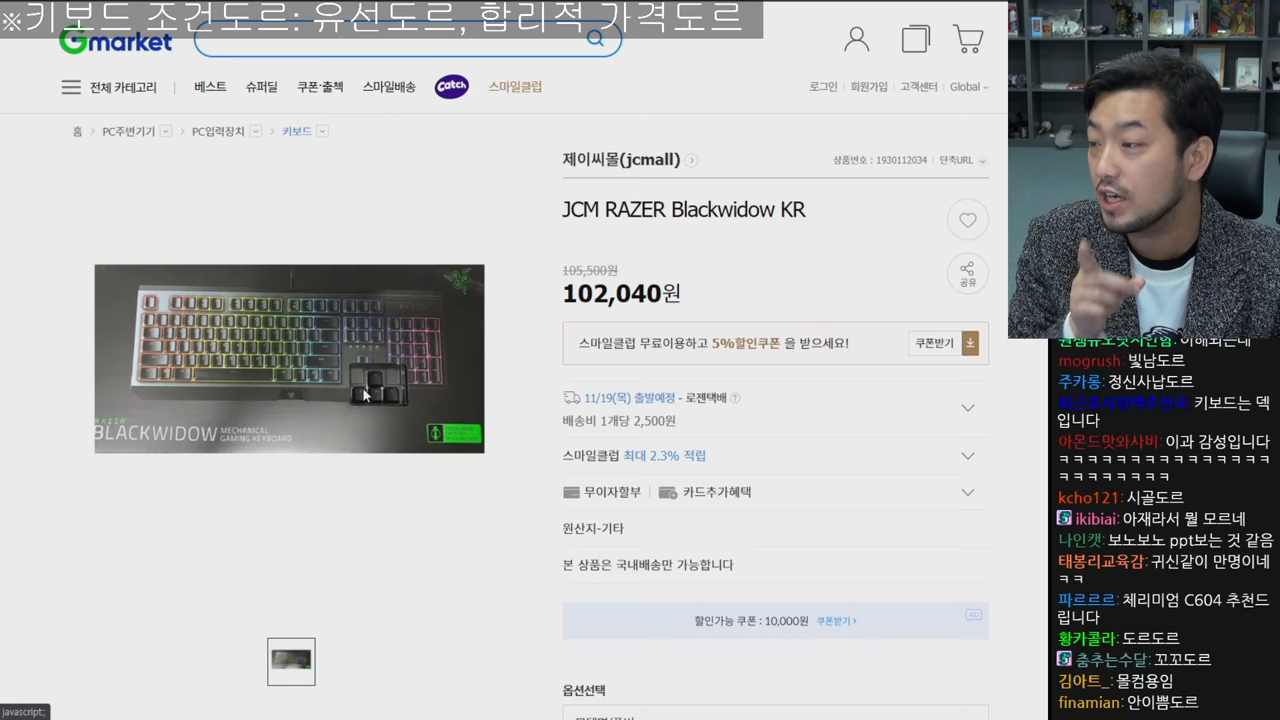 ※키보드 조건도르: 유선도르, 합리적 가격도르
Gmarket
전체 카테고리
베스트
슈퍼딜
쿠폰·출첵
스마일배송
Catch
스마일클럽
로그인
회원가입
고객센터
Global
홈 > PC주변기기 > PC입력장치 > 키보드
제이씨몰(jcmall)
상품번호 : 1930112034
단축URL
JCM RAZER Blackwidow KR
105,500원
102,040원
공유
스마일클럽 무료이용하고 5%할인쿠폰 을 받으세요!
쿠폰받기
11/19(목) 출발예정 - 로젠택배
배송비 1개당 2,500원
스마일클럽 최대 2.3% 적립
무이자할부
카드추가혜택
원산지-기타
본 상품은 국내배송만 가능합니다
할인가능 쿠폰 : 10,000원 쿠폰받기 >
AD
옵션선택
RAZER
BLACKWIDOW
MECHANICAL
GAMING KEYBOARD
javascript:;
이해되는데
mogrush: 빛남도르
주카롱: 정신사납도르
키보드는 덱
입니다
아몬드맛와사비: 이과 감성입니다
ㅋㅋㅋㅋㅋㅋㅋㅋㅋㅋㅋㅋㅋㅋㅋ
ㅋㅋㅋㅋㅋㅋㅋㅋ
kcho121: 시골도르
ikibiai: 아재라서 뭘 모르네
나인캣: 보노보노 ppt보는 것 같음
태봉리교육감: 귀신같이 만명이네
ㅋㅋ
파르르르: 체리미엄 C604 추천드
립니다
황카콜라: 도르도르
춤추는수달: 꼬꼬도르
김아트_: 몰컴용임
finamian: 안이쁨도르